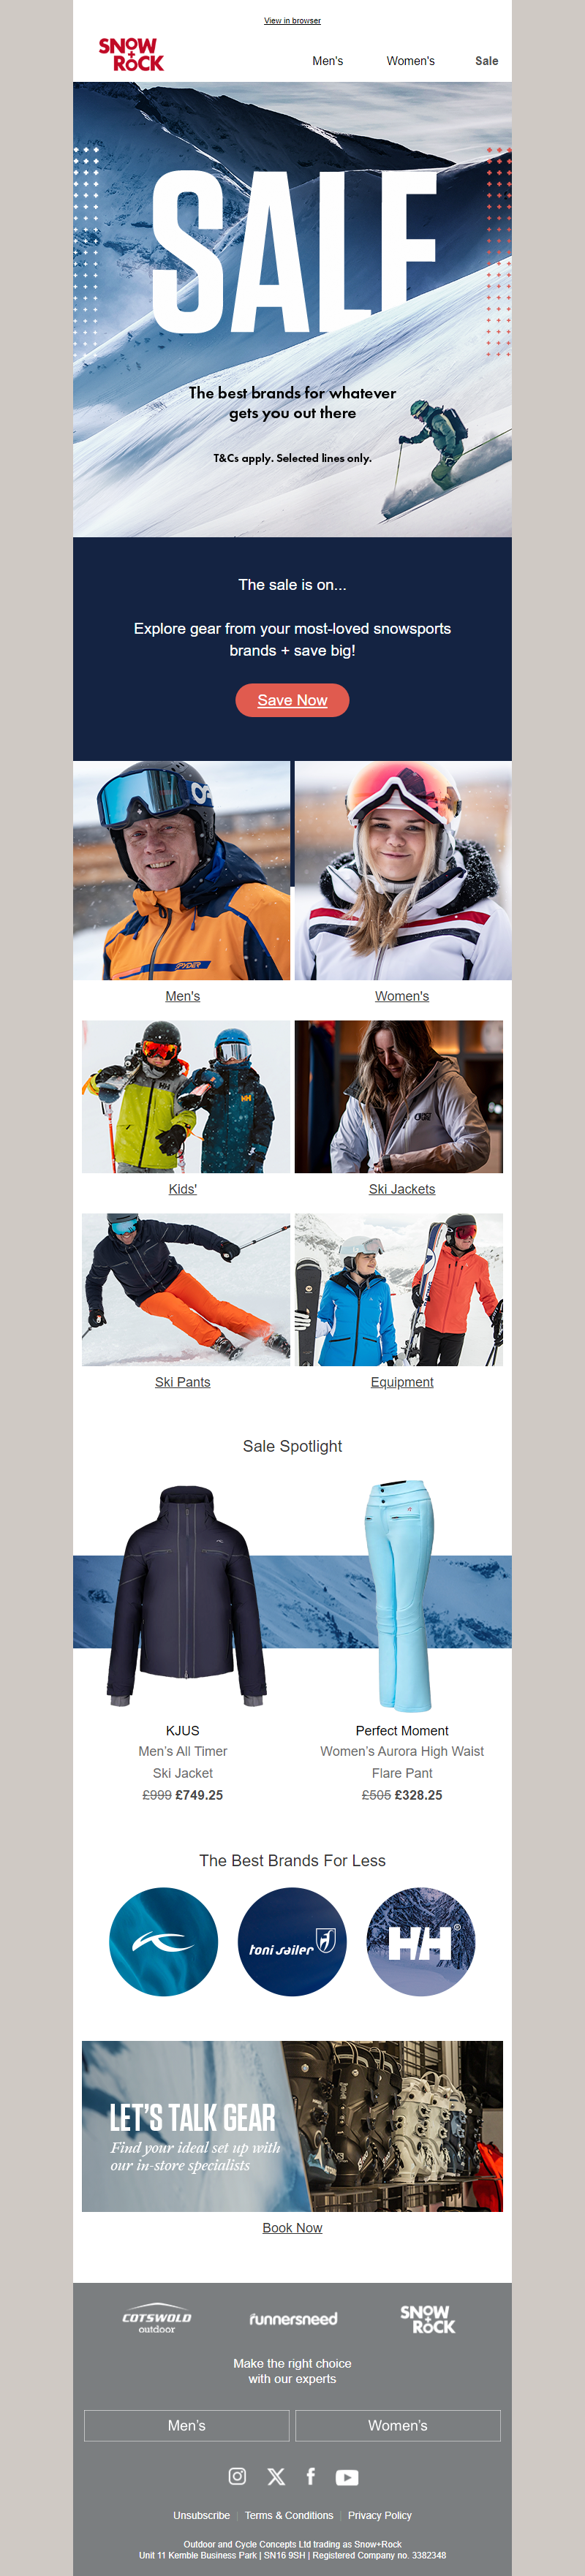 View in browser
SNOW
+
ROCK
Men's
Women's
Sale
SALE
The best brands for whatever
gets you out there
T&Cs apply. Selected lines only.
The sale is on...
Explore gear from your most-loved snowsports
brands + save big!
Save Now
SPYDER
Men's
Women's
HH
HH
Kids'
Ski Jackets
Ski Pants
Equipment
Sale Spotlight
KJUS
Men's All Timer
Ski Jacket
£999 £749.25
Perfect Moment
Women's Aurora High Waist
Flare Pant
£505 £328.25
The Best Brands For Less
toni sailer
HH®
LET'S TALK GEAR
Find your ideal set up with
our in-store specialists
Book Now
COTSWOLD
outdoor
runnersneed
SNOW
+
ROCK
Make the right choice
with our experts
Men's
Women's
Unsubscribe | Terms & Conditions | Privacy Policy
Outdoor and Cycle Concepts Ltd trading as Snow+Rock
Unit 11 Kemble Business Park | SN16 9SH | Registered Company no. 3382348